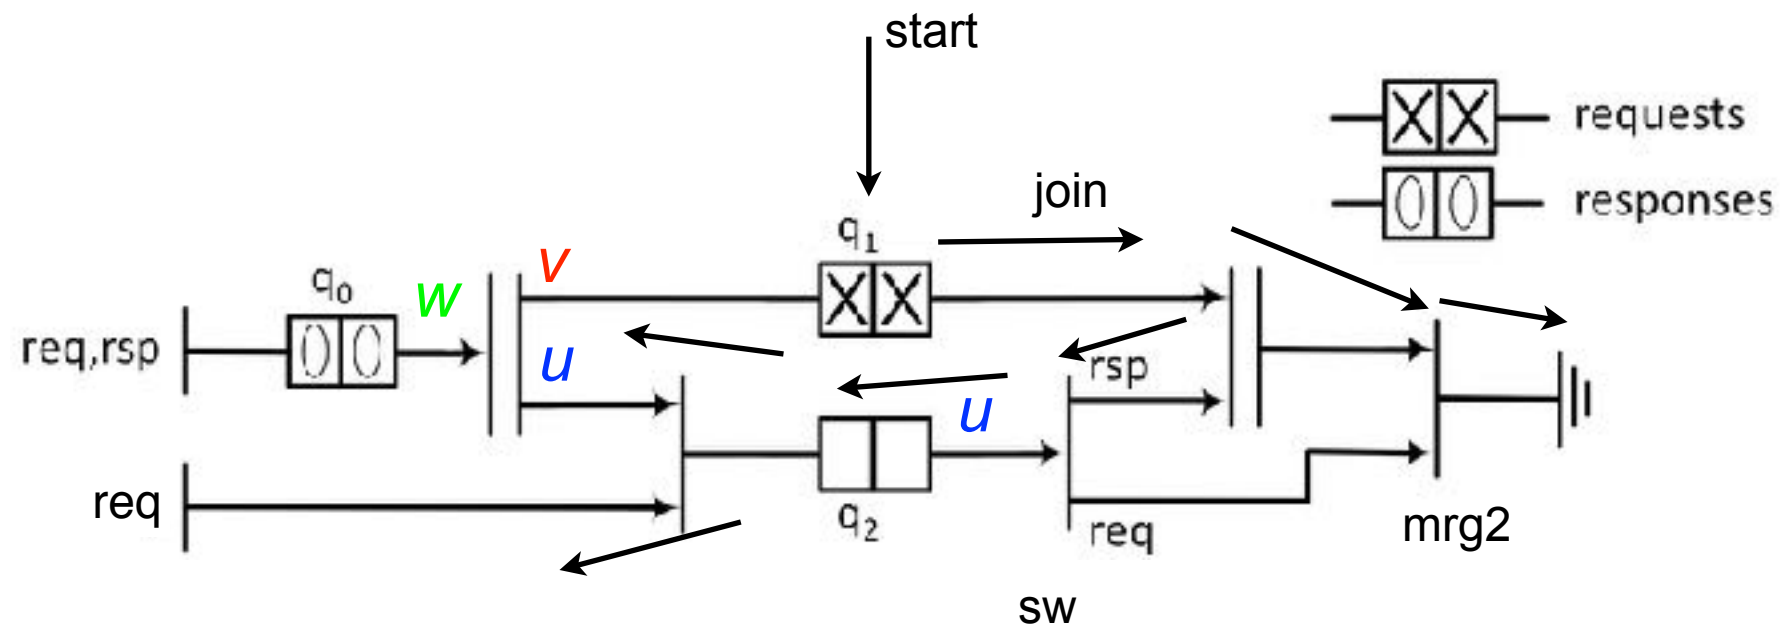 start
requests
responses
join
q1
v
q0
w
req,rsp
u
rsp
u
req
q2
req
mrg2
sw